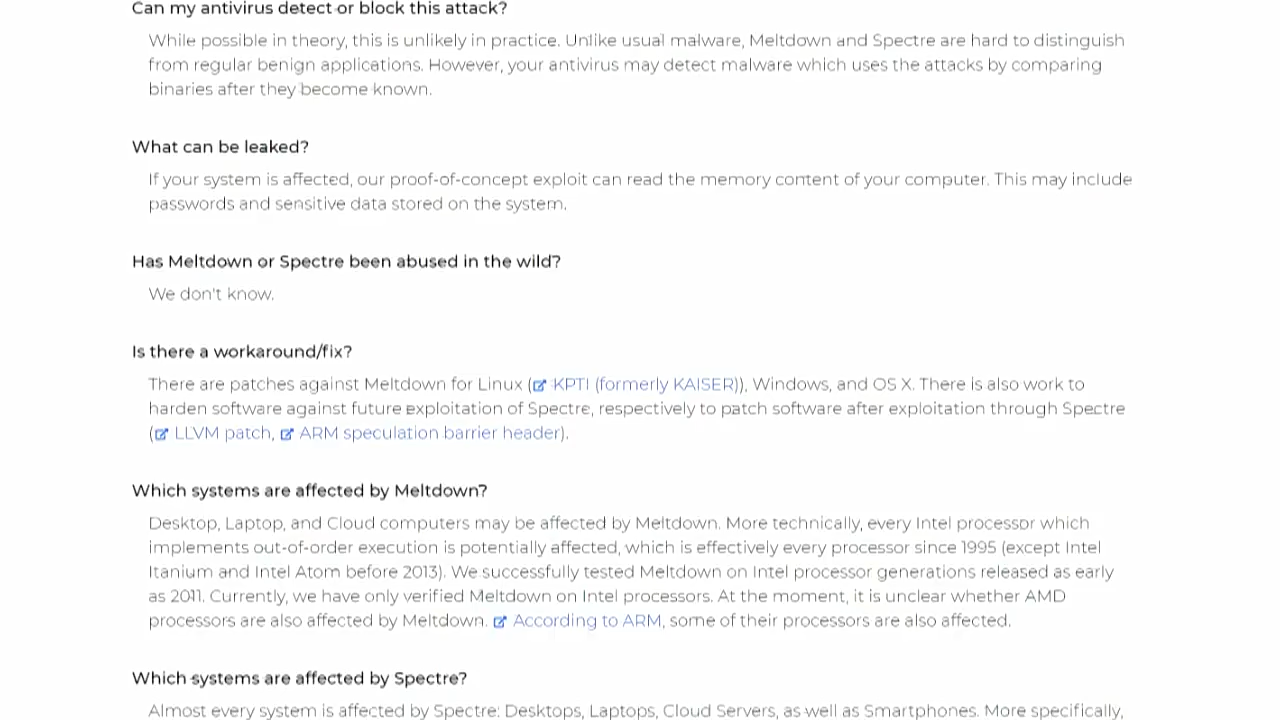 Can my antivirus detect or block this attack?
While possible in theory, this is unlikely in practice. Unlike usual malware, Meltdown and Spectre are hard to distinguish
from regular benign applications. However, your antivirus may detect malware which uses the attacks by comparing
binaries after they become known.
What can be leaked?
If your system is affected, our proof-of-concept exploit can read the memory content of your computer. This may include
passwords and sensitive data stored on the system.
Has Meltdown or Spectre been abused in the wild?
We don't know.
Is there a workaround/fix?
There are patches against Meltdown for Linux ( KPTI (formerly KAISER)), Windows, and OS X. There is also work to
harden software against future exploitation of Spectre, respectively to patch software after exploitation through Spectre
( LLVM patch, ARM speculation barrier header).
Which systems are affected by Meltdown?
Desktop, Laptop, and Cloud computers may be affected by Meltdown. More technically, every Intel processor which
implements out-of-order execution is potentially affected, which is effectively every processor since 1995 (except Intel
Itanium and Intel Atom before 2013). We successfully tested Meltdown on Intel processor generations released as early
as 2011. Currently, we have only verified Meltdown on Intel processors. At the moment, it is unclear whether AMD
processors are also affected by Meltdown. According to ARM, some of their processors are also affected.
Which systems are affected by Spectre?
Almost every system is affected by Spectre: Desktops, Laptops, Cloud Servers, as well as Smartphones. More specifically,